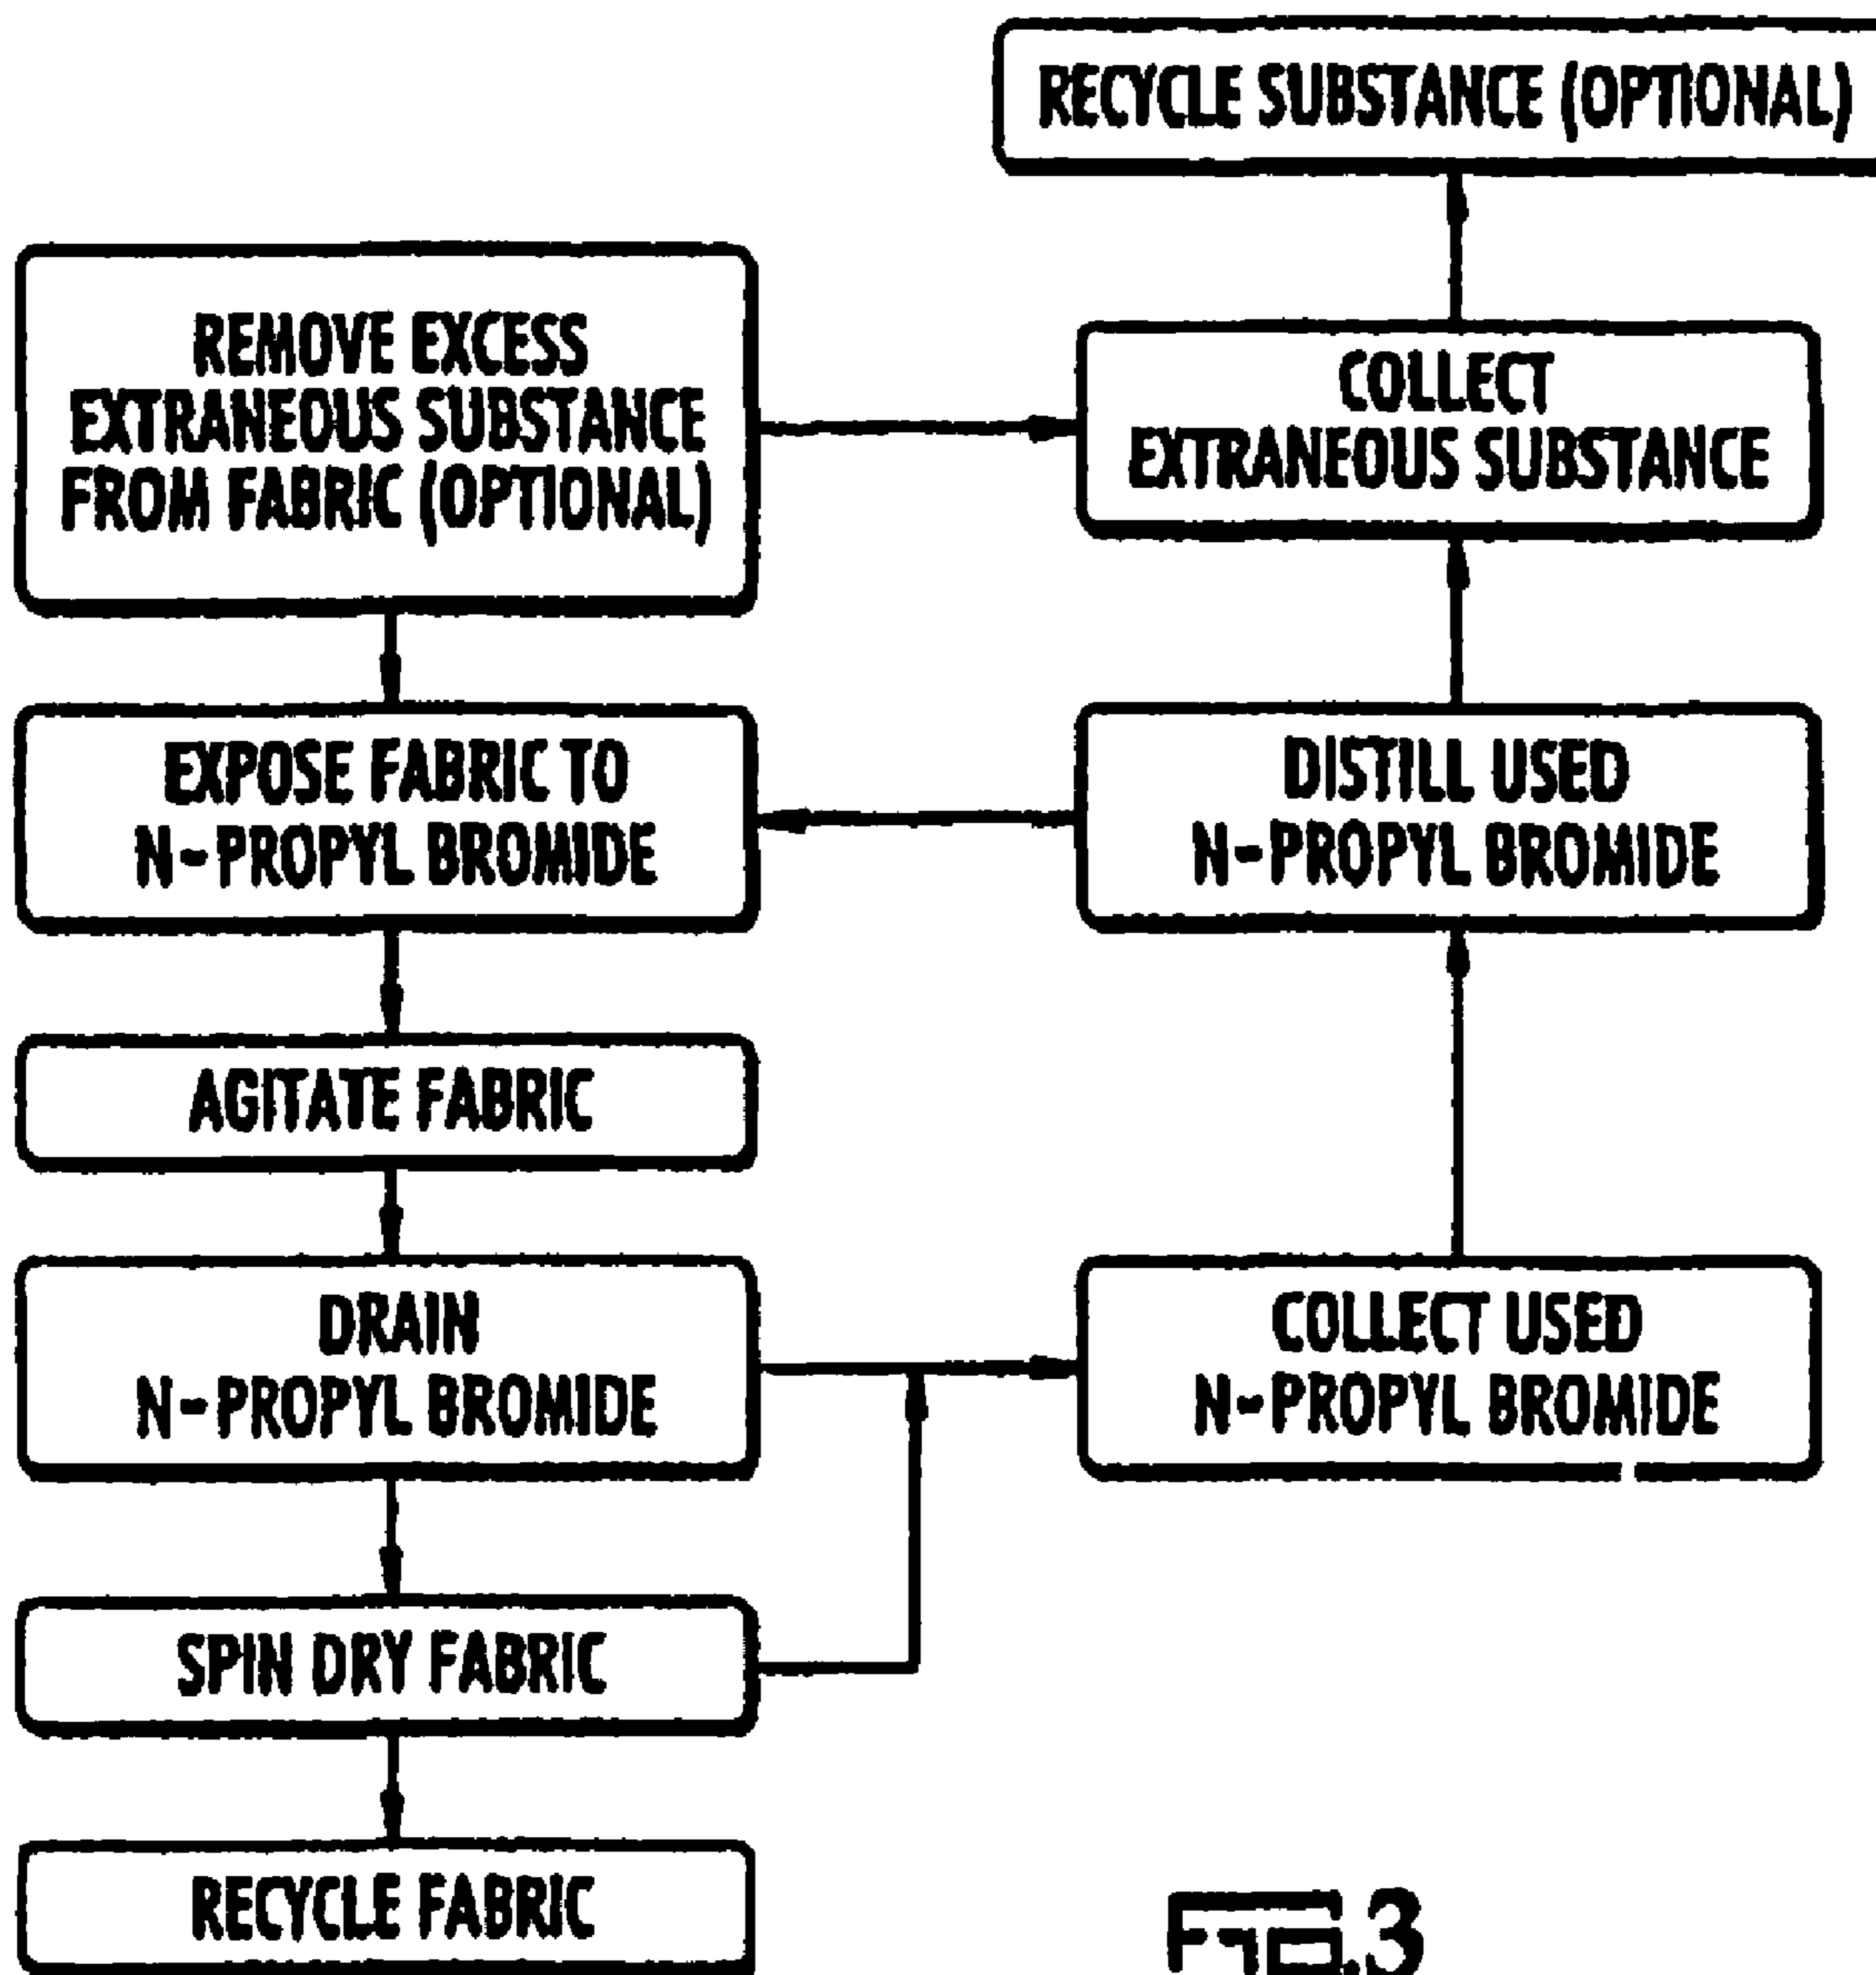 RECYCLE SUBSTANCE (OPTIONAL)
REMOVE EXCESS
EXTRANEOUS SUBSTANCE
FROM FABRIC (OPTIONAL)
COLLECT
EXTRANEOUS SUBSTANCE
EXPOSE FABRIC TO
N-PROPYL BROMIDE
DISTILL USED
N-PROPYL BROMIDE
AGITATE FABRIC
DRAIN
N-PROPYL BROMIDE
COLLECT USED
N-PROPYL BROMIDE
SPIN DRY FABRIC
RECYCLE FABRIC
FIG.3